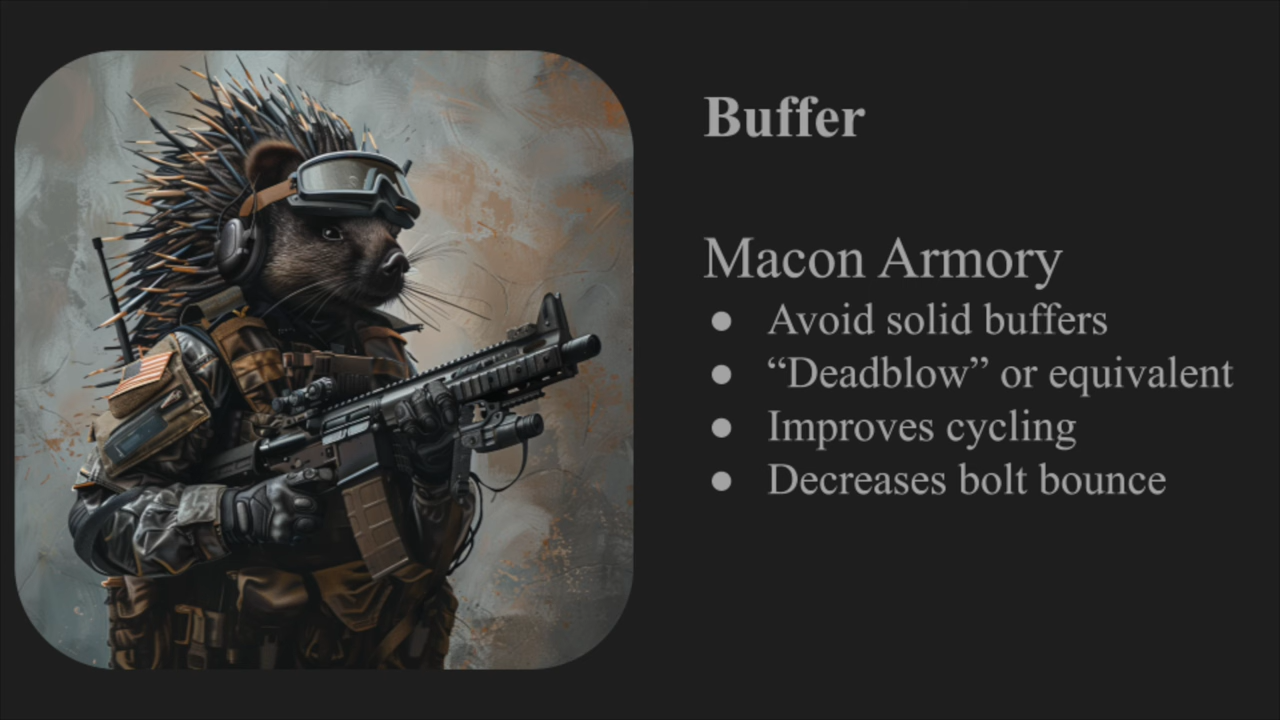 Buffer
Macon Armory
● Avoid solid buffers
● “Deadblow” or equivalent
● Improves cycling
● Decreases bolt bounce